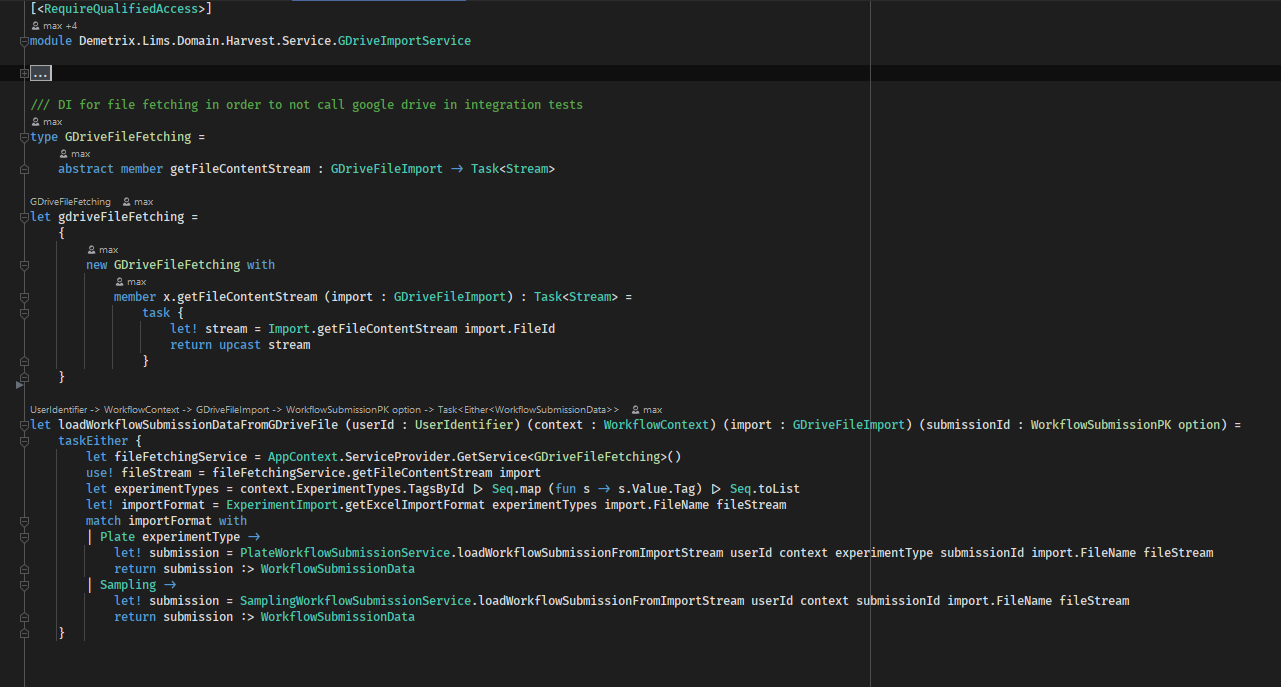 [<RequireQualifiedAccess>]
max +4
module Demetrix.Lims.Domain.Harvest.Service.GDriveImportService
...
/// DI for file fetching in order to not call google drive in integration tests
max
type GDriveFileFetching =
max
abstract member getFileContentStream : GDriveFileImport → Task<Stream>
GDriveFileFetching max
let gdriveFileFetching =
{
max
new GDriveFileFetching with
max
member x.getFileContentStream (import : GDriveFileImport) : Task<Stream> =
task {
let! stream = Import.getFileContentStream import.FileId
return upcast stream
}
}
UserIdentifier -> WorkflowContext -> GDriveFileImport -> WorkflowSubmissionPK option -> Task<Either<WorkflowSubmissionData>> max
let loadWorkflowSubmissionDataFromGDriveFile (userId : UserIdentifier) (context : WorkflowContext) (import : GDriveFileImport) (submissionId : WorkflowSubmissionPK option) =
taskEither {
let fileFetchingService = AppContext.ServiceProvider.GetService<GDriveFileFetching>()
use! fileStream = fileFetchingService.getFileContentStream import
let experimentTypes = context.ExperimentTypes.TagsById ▷ Seq.map (fun s → s.Value.Tag) ▷ Seq.toList
let! importFormat = ExperimentImport.getExcelImportFormat experimentTypes import.FileName fileStream
match importFormat with
| Plate experimentType →
let! submission = PlateWorkflowSubmissionService.loadWorkflowSubmissionFromImportStream userId context experimentType submissionId import.FileName fileStream
return submission :> WorkflowSubmissionData
| Sampling →
let! submission = SamplingWorkflowSubmissionService.loadWorkflowSubmissionFromImportStream userId context submissionId import.FileName fileStream
return submission :> WorkflowSubmissionData
}